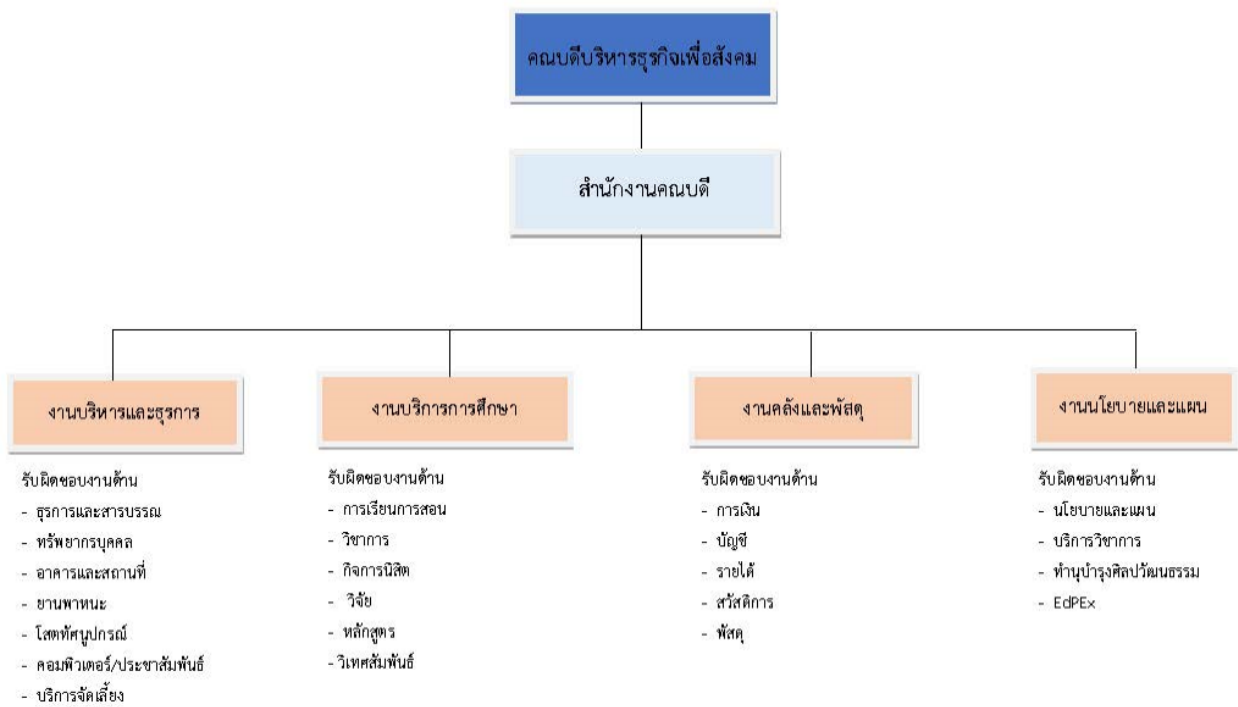 คณบดีบริหารธุรกิจเพื่อสังคม
สำนักงานคณบดี
งานบริหารและธุรการ
รับผิดชอบงานด้าน
- ธุรการและสารบรรณ
- ทรัพยากรบุคคล
- อาคารและสถานที่
- ยานพาหนะ
- โสตทัศนูปกรณ์
- คอมพิวเตอร์/ประชาสัมพันธ์
- บริการจัดเลี้ยง
งานบริการการศึกษา
รับผิดชอบงานด้าน
- การเรียนการสอน
- วิชาการ
- กิจการนิสิต
- วิจัย
- หลักสูตร
- วิเทศสัมพันธ์
งานคลังและพัสดุ
รับผิดชอบงานด้าน
- การเงิน
- บัญชี
- รายได้
- สวัสดิการ
- พัสดุ
งานนโยบายและแผน
รับผิดชอบงานด้าน
- นโยบายและแผน
- บริการวิชาการ
- ทำนุบำรุงศิลปวัฒนธรรม
- EdPEx